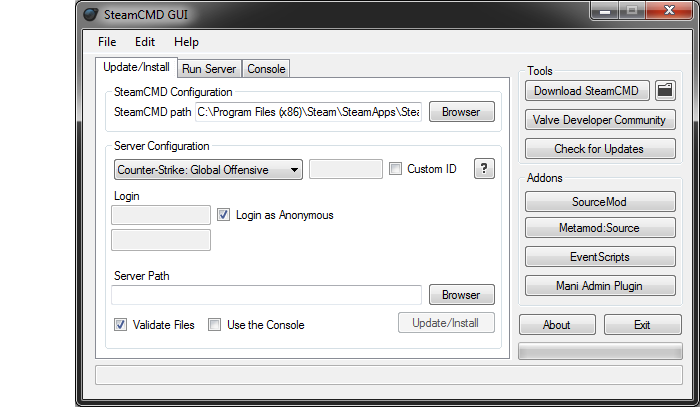 SteamCMD GUI
File Edit Help
Update/Install Run Server Console
SteamCMD Configuration
SteamCMD path C:\Program Files (x86)\Steam\SteamApps\Stea Browser
Server Configuration
Counter-Strike: Global Offensive Custom ID ?
Login
Login as Anonymous
Server Path
Browser
Validate Files Use the Console Update/Install
Tools
Download SteamCMD
Valve Developer Community
Check for Updates
Addons
SourceMod
Metamod:Source
EventScripts
Mani Admin Plugin
About Exit